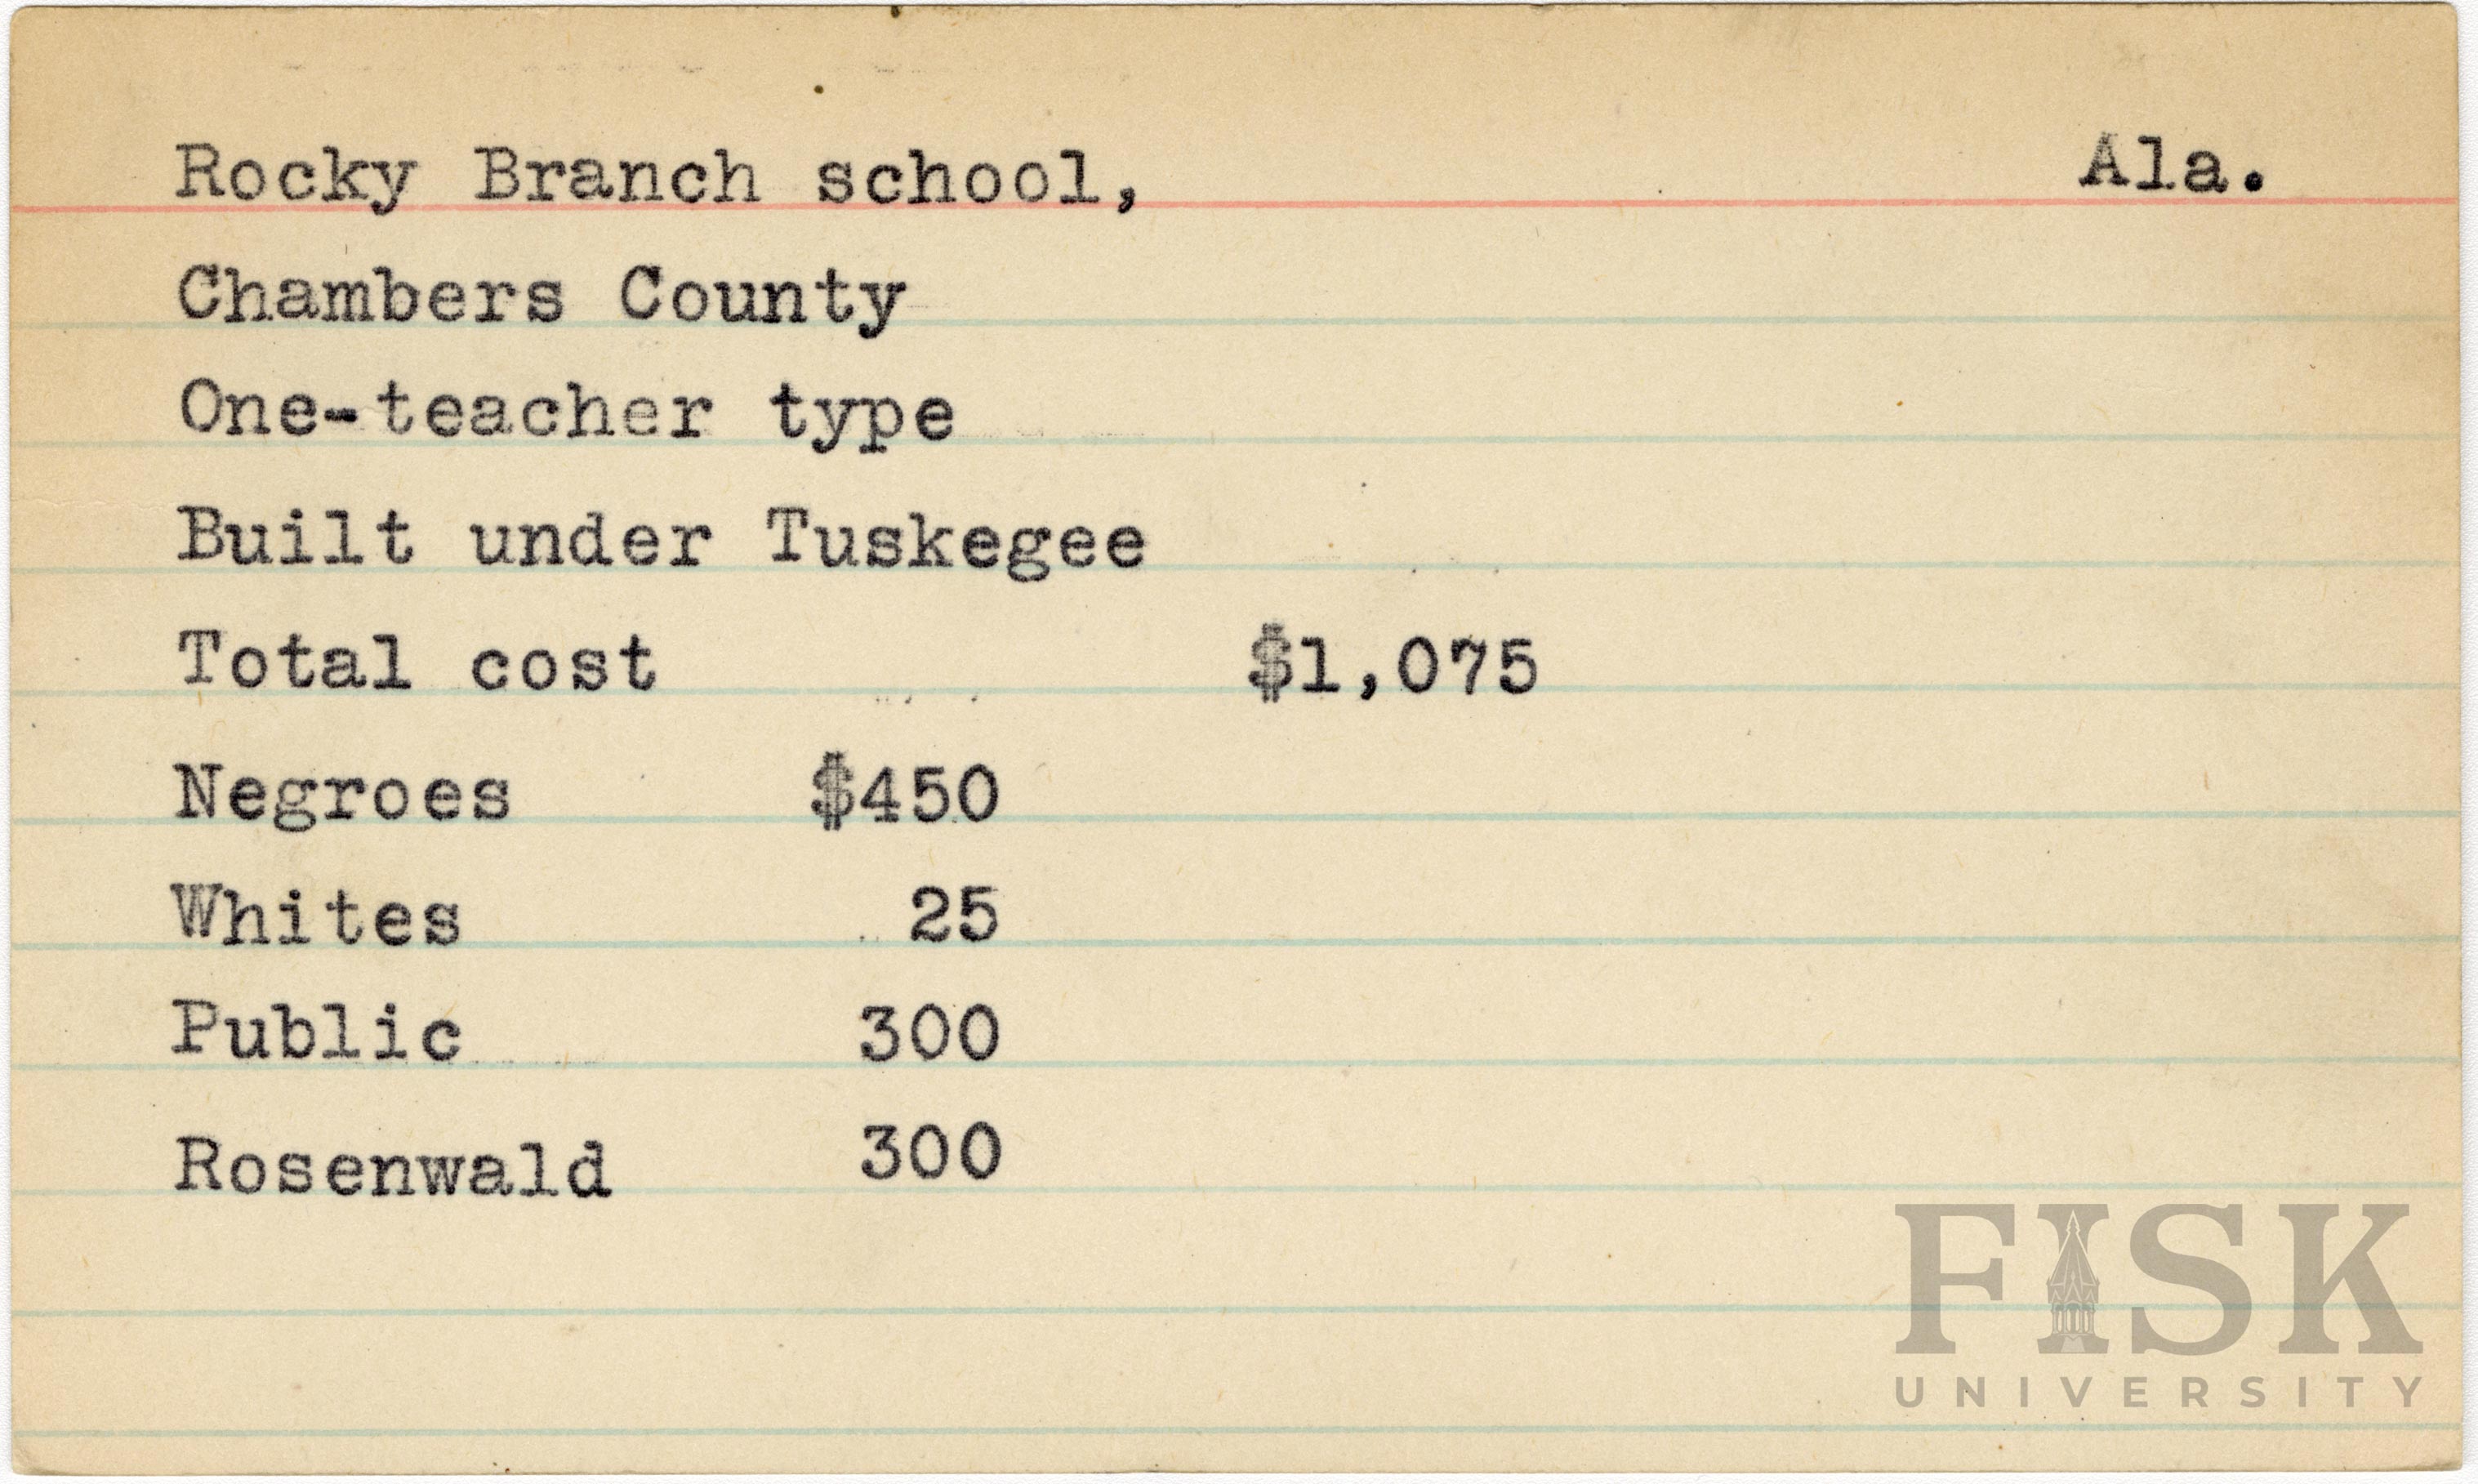 Rocky Branch school, Ala.
Chambers County
One-teacher type
Built under Tuskegee
Total cost $1,075
Negroes $450
Whites 25
Public 300
Rosenwald 300
FISK
UNIVERSITY